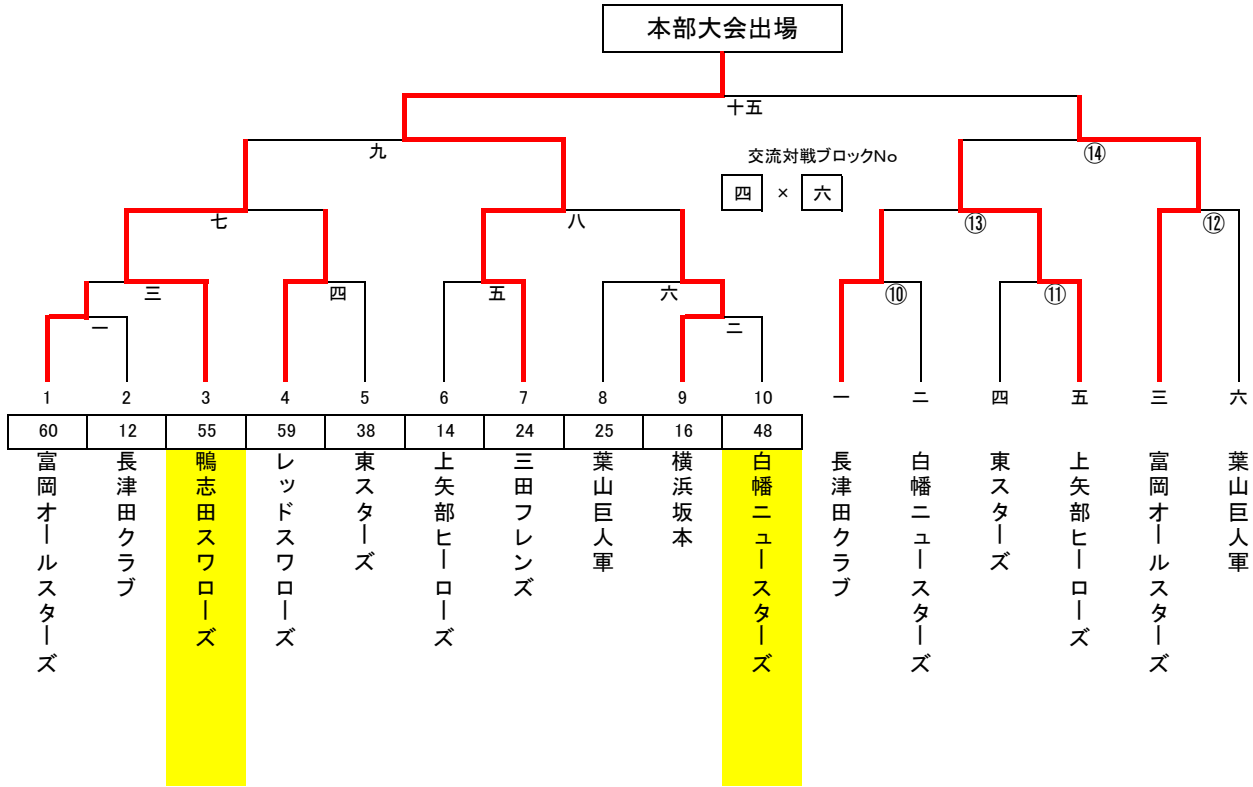 本部大会出場
十五
九
⑭
交流対戦ブロックNo
四 × 六
七
八
⑬
⑫
三
四
五
六
⑩
⑪
一
二
1 2 3 4 5 6 7 8 9 10 一 二 四 五 三 六
60 12 55 59 38 14 24 25 16 48
富岡オールスターズ
長津田クラブ
鴨志田スワローズ
レッドスワローズ
東スターズ
上矢部ヒーローズ
三田フレンズ
葉山巨人軍
横浜坂本
白幡ニュースターズ
長津田クラブ
白幡ニュースターズ
東スターズ
上矢部ヒーローズ
富岡オールスターズ
葉山巨人軍